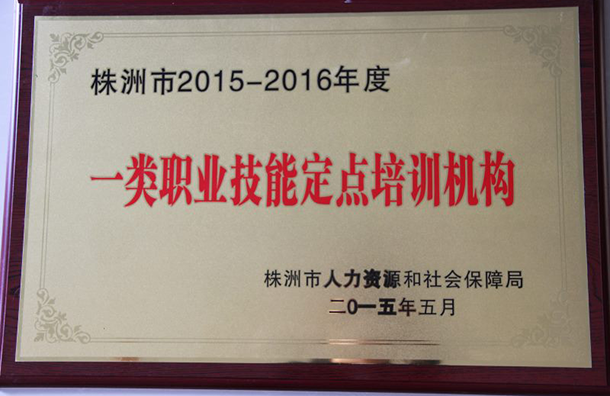 株洲市2015-2016年度
一类职业技能定点培训机构
株洲市人力资源和社会保障局
二0一五年五月